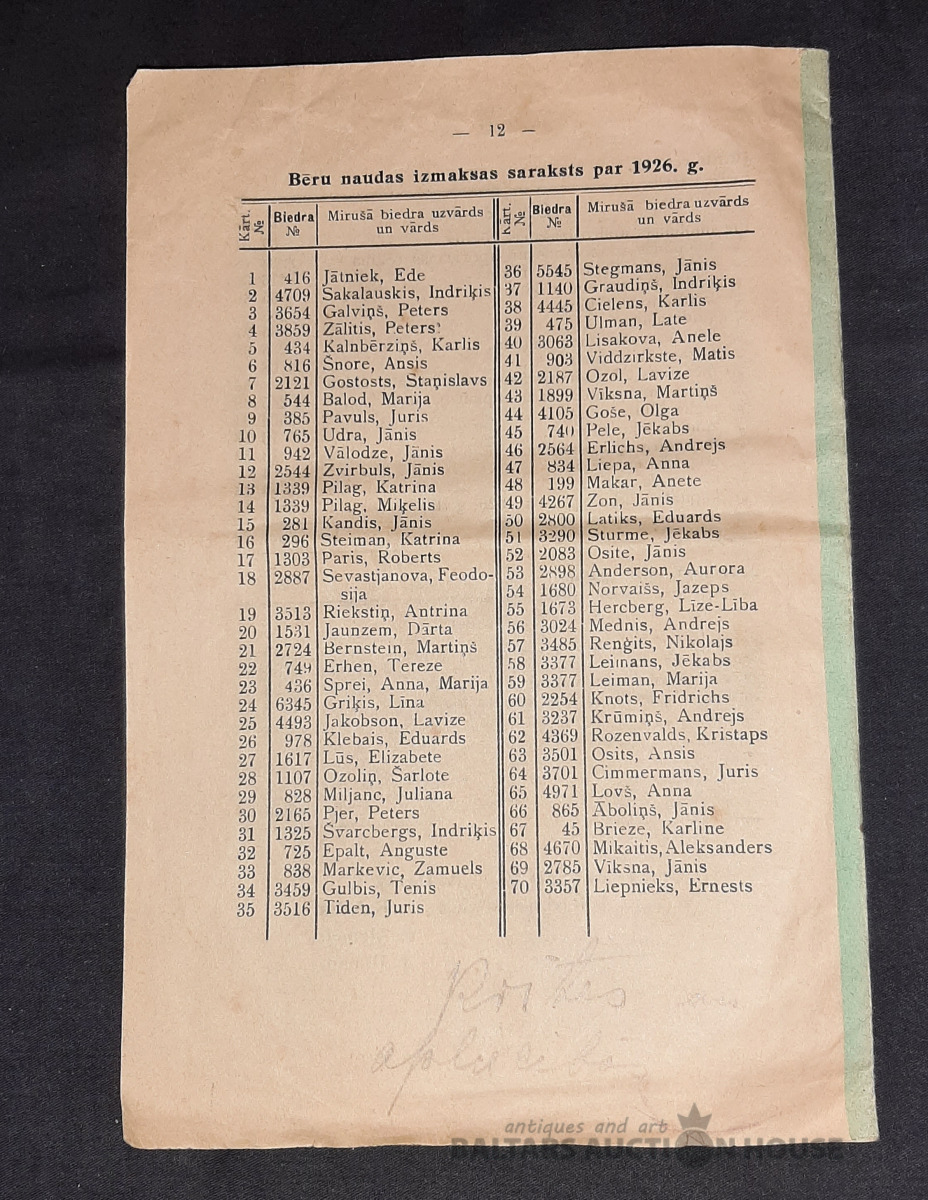 — 12 —
Bēru naudas izmaksas saraksts par 1926. g.
Kārt. № Biedra № Mirušā biedra uzvārds un vārds
1 416 Jātniek, Ede
2 4709 Sakalauskis, Indriķis
3 3654 Galviņš, Peters
4 3859 Zālitis, Peters
5 434 Kalnbērziņš, Karlis
6 816 Šnore, Ansis
7 2121 Gostosts, Staņislavs
8 544 Balod, Marija
9 385 Pavuls, Juris
10 765 Udra, Jānis
11 942 Vālodze, Jānis
12 2544 Zvirbuls, Jānis
13 1339 Pilag, Katrina
14 1339 Pilag, Miķelis
15 281 Kandis, Jānis
16 296 Steiman, Katrina
17 1303 Paris, Roberts
18 2887 Sevastjanova, Feodo-
sija
19 3513 Riekstiņ, Antrina
20 1531 Jaunzem, Dārta
21 2724 Bernstein, Martiņš
22 749 Erhen, Tereze
23 436 Sprei, Anna, Marija
24 6345 Griķis, Līna
25 4493 Jakobson, Lavize
26 978 Klebais, Eduards
27 1617 Lūs, Elizabete
28 1107 Ozoliņ, Šarlote
29 828 Miljanc, Juliana
30 2165 Pjer, Peters
31 1325 Švarcbergs, Indriķis
32 725 Epalt, Anguste
33 838 Markevic, Zamuels
34 3459 Gulbis, Tenis
35 3516 Tiden, Juris
Kārt. № Biedra № Mirušā biedra uzvārds un vārds
36 5545 Stegmans, Jānis
37 1140 Graudiņš, Indriķis
38 4445 Cielens, Karlis
39 475 Ulman, Late
40 3063 Lisakova, Anele
41 903 Viddzirkste, Matis
42 2187 Ozol, Lavize
43 1899 Vīksna, Martiņš
44 4105 Goše, Olga
45 740 Pele, Jēkabs
46 2564 Erlichs, Andrejs
47 834 Liepa, Anna
48 199 Makar, Anete
49 4267 Zon, Jānis
50 2800 Latiks, Eduards
51 3290 Sturme, Jēkabs
52 2083 Osite, Jānis
53 2898 Anderson, Aurora
54 1680 Norvaišs, Jazeps
55 1673 Hercberg, Līze-Lība
56 3024 Mednis, Andrejs
57 3485 Renģits, Nikolajs
58 3377 Leimans, Jēkabs
59 3377 Leiman, Marija
60 2254 Knots, Fridrichs
61 3237 Krūmiņš, Andrejs
62 4369 Rozenvalds, Kristaps
63 3501 Osits, Ansis
64 3701 Cimmermans, Juris
65 4971 Lovš, Anna
66 865 Āboliņš, Jānis
67 45 Brieze, Karline
68 4670 Mikaitis, Aleksanders
69 2785 Vīksna, Jānis
70 3357 Liepnieks, Ernests
antiques and art
BALTARS AUCTION HOUSE